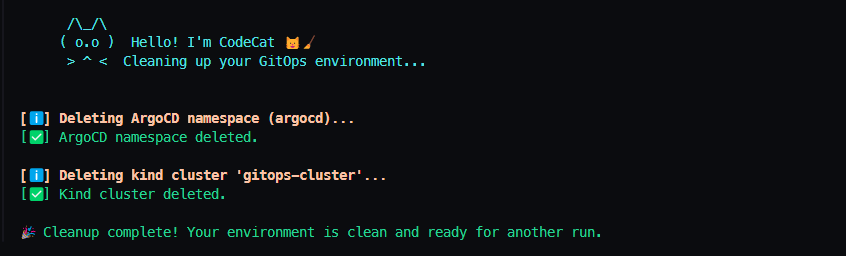 /\_/\
( o.o )  Hello! I'm CodeCat 😺🧹
 > ^ <  Cleaning up your GitOps environment...
[ℹ️] Deleting ArgoCD namespace (argocd)...
[✅] ArgoCD namespace deleted.
[ℹ️] Deleting kind cluster 'gitops-cluster'...
[✅] Kind cluster deleted.
🎉 Cleanup complete! Your environment is clean and ready for another run.